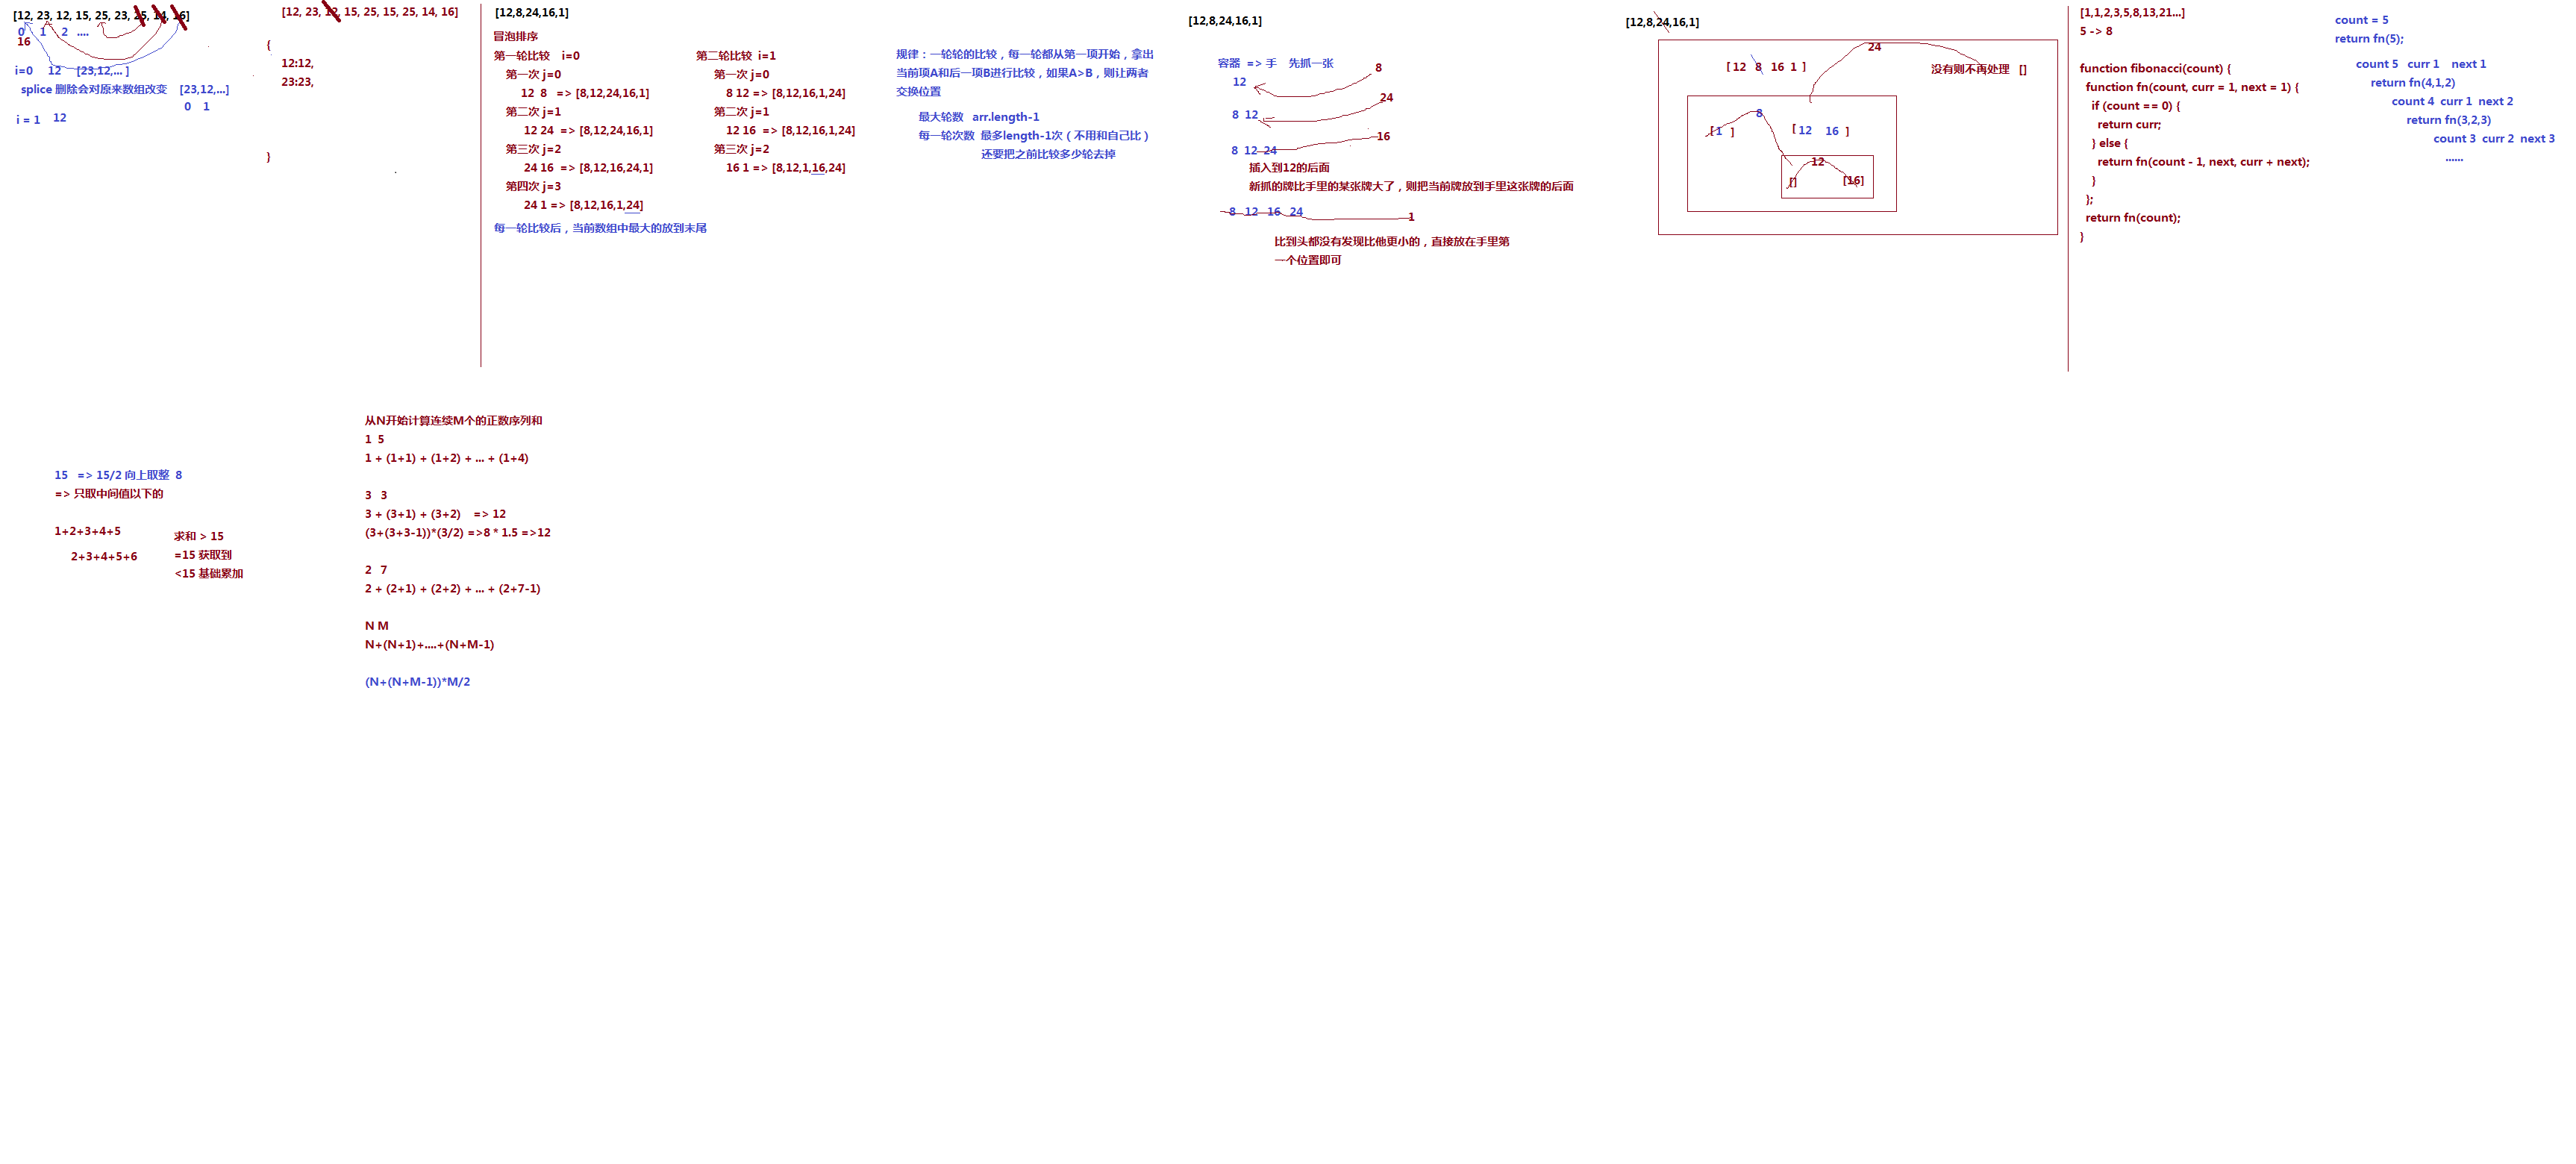 [12, 23, 12, 15, 25, 23, 25, 14, 16]
0 1 2 ....
16
i=0 12 [23,12,... ]
splice 删除会对原来数组改变 [23,12,...]
0 1
i = 1 12
[12, 23, 12, 15, 25, 15, 25, 14, 16]
{
12:12,
23:23,
}
[12,8,24,16,1]
冒泡排序
第一轮比较 i=0
第一次 j=0
12 8 => [8,12,24,16,1]
第二次 j=1
12 24 => [8,12,24,16,1]
第三次 j=2
24 16 => [8,12,16,24,1]
第四次 j=3
24 1 => [8,12,16,1,24]
每一轮比较后，当前数组中最大的放到末尾
第二轮比较 i=1
第一次 j=0
8 12 => [8,12,16,1,24]
第二次 j=1
12 16 => [8,12,16,1,24]
第三次 j=2
16 1 => [8,12,1,16,24]
规律：一轮轮的比较，每一轮都从第一项开始，拿出
当前项A和后一项B进行比较，如果A>B，则让两者
交换位置
最大轮数 arr.length-1
每一轮次数 最多length-1次（不用和自己比）
还要把之前比较多少轮去掉
[12,8,24,16,1]
容器 => 手 先抓一张
12
8
8 12
24
8 12 24
16
插入到12的后面
新抓的牌比手里的某张牌大了，则把当前牌放到手里这张牌的后面
8 12 16 24
1
比到头都没有发现比他更小的，直接放在手里第
一个位置即可
[12,8,24,16,1]
24
[ 12 8 16 1 ]
没有则不再处理 []
8
[ 1 ]
[ 12 16 ]
12
[]
[16]
[1,1,2,3,5,8,13,21...]
5 -> 8
function fibonacci(count) {
function fn(count, curr = 1, next = 1) {
if (count == 0) {
return curr;
} else {
return fn(count - 1, next, curr + next);
}
};
return fn(count);
}
count = 5
return fn(5);
count 5 curr 1 next 1
return fn(4,1,2)
count 4 curr 1 next 2
return fn(3,2,3)
count 3 curr 2 next 3
......
15 => 15/2 向上取整 8
=> 只取中间值以下的
1+2+3+4+5
2+3+4+5+6
求和 > 15
=15 获取到
<15 基础累加
从N开始计算连续M个的正数序列和
1 5
1 + (1+1) + (1+2) + ... + (1+4)
3 3
3 + (3+1) + (3+2) => 12
(3+(3+3-1))*(3/2) =>8 * 1.5 =>12
2 7
2 + (2+1) + (2+2) + ... + (2+7-1)
N M
N+(N+1)+....+(N+M-1)
(N+(N+M-1))*M/2